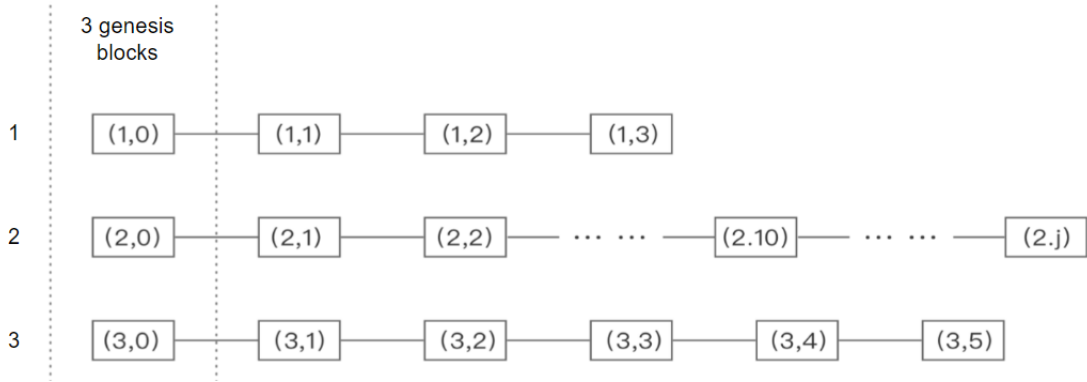 3 genesis
blocks
1 (1,0) (1,1) (1,2) (1,3)
2 (2,0) (2,1) (2,2) ... ... (2.10) ... ... (2.j)
3 (3,0) (3,1) (3,2) (3,3) (3,4) (3,5)